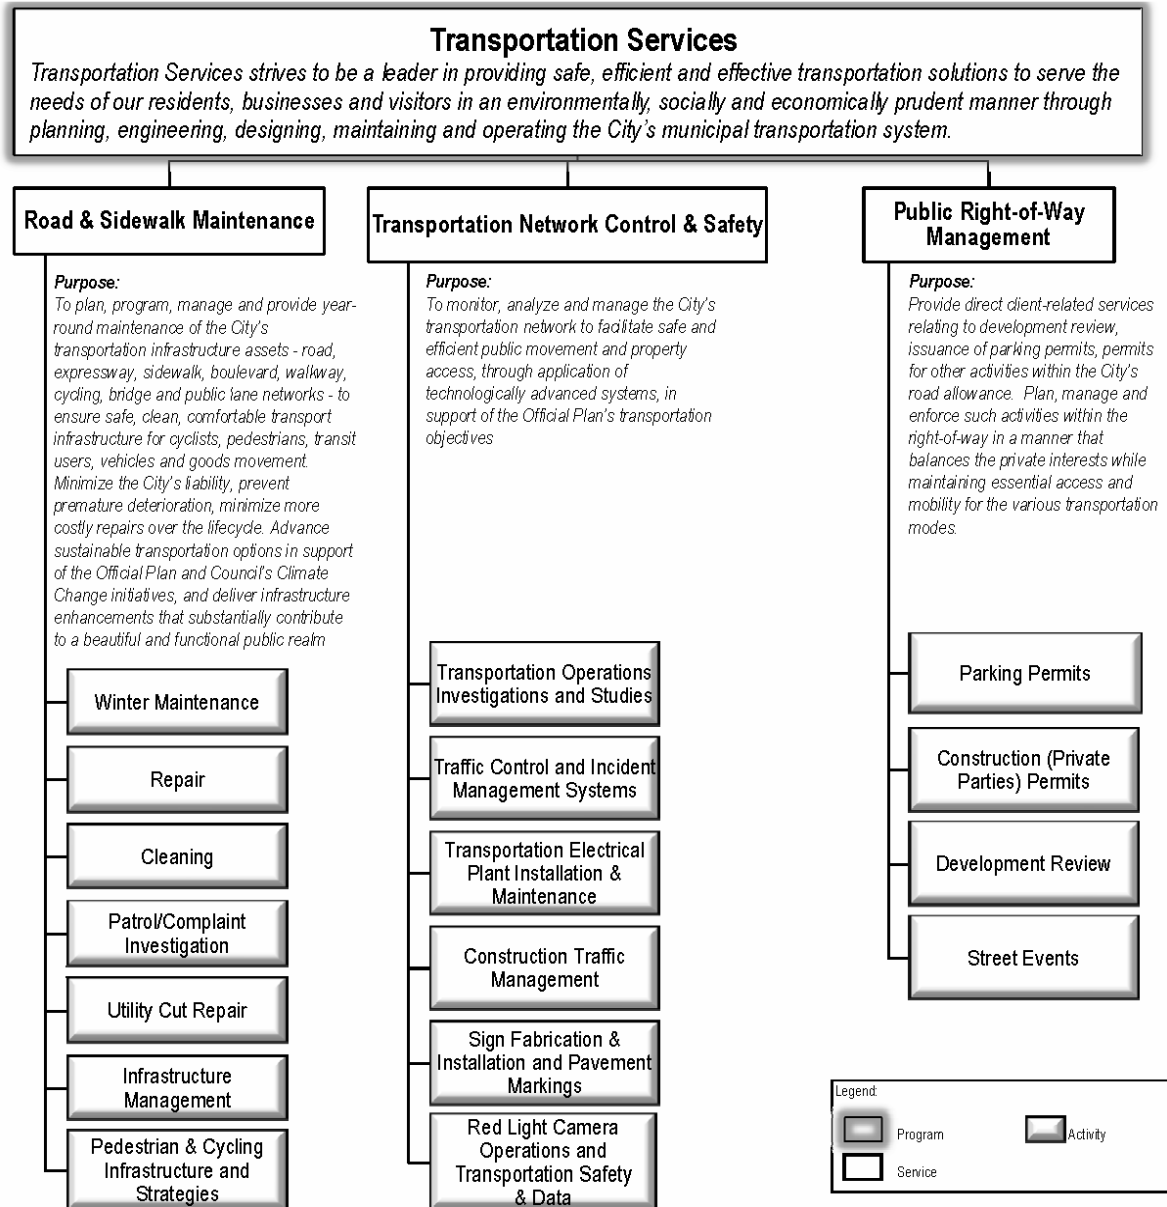 Transportation Services
Transportation Services strives to be a leader in providing safe, efficient and effective transportation solutions to serve the
needs of our residents, businesses and visitors in an environmentally, socially and economically prudent manner through
planning, engineering, designing, maintaining and operating the City's municipal transportation system.
Road & Sidewalk Maintenance
Purpose:
To plan, program, manage and provide year-
round maintenance of the City's
transportation infrastructure assets - road,
expressway, sidewalk, boulevard, walkway,
cycling, bridge and public lane networks - to
ensure safe, clean, comfortable transport
infrastructure for cyclists, pedestrians, transit
users, vehicles and goods movement.
Minimize the City's liability, prevent
premature deterioration, minimize more
costly repairs over the lifecycle. Advance
sustainable transportation options in support
of the Official Plan and Council's Climate
Change initiatives, and deliver infrastructure
enhancements that substantially contribute
to a beautiful and functional public realm
Winter Maintenance
Repair
Cleaning
Patrol/Complaint
Investigation
Utility Cut Repair
Infrastructure
Management
Pedestrian & Cycling
Infrastructure and
Strategies
Transportation Network Control & Safety
Purpose:
To monitor, analyze and manage the City's
transportation network to facilitate safe and
efficient public movement and property
access, through application of
technologically advanced systems, in
support of the Official Plan's transportation
objectives
Transportation Operations
Investigations and Studies
Traffic Control and Incident
Management Systems
Transportation Electrical
Plant Installation &
Maintenance
Construction Traffic
Management
Sign Fabrication &
Installation and Pavement
Markings
Red Light Camera
Operations and
Transportation Safety
& Data
Public Right-of-Way
Management
Purpose:
Provide direct client-related services
relating to development review,
issuance of parking permits, permits
for other activities within the City's
road allowance.  Plan, manage and
enforce such activities within the
right-of-way in a manner that
balances the private interests while
maintaining essential access and
mobility for the various transportation
modes.
Parking Permits
Construction (Private
Parties) Permits
Development Review
Street Events
Legend:
Program
Activity
Service